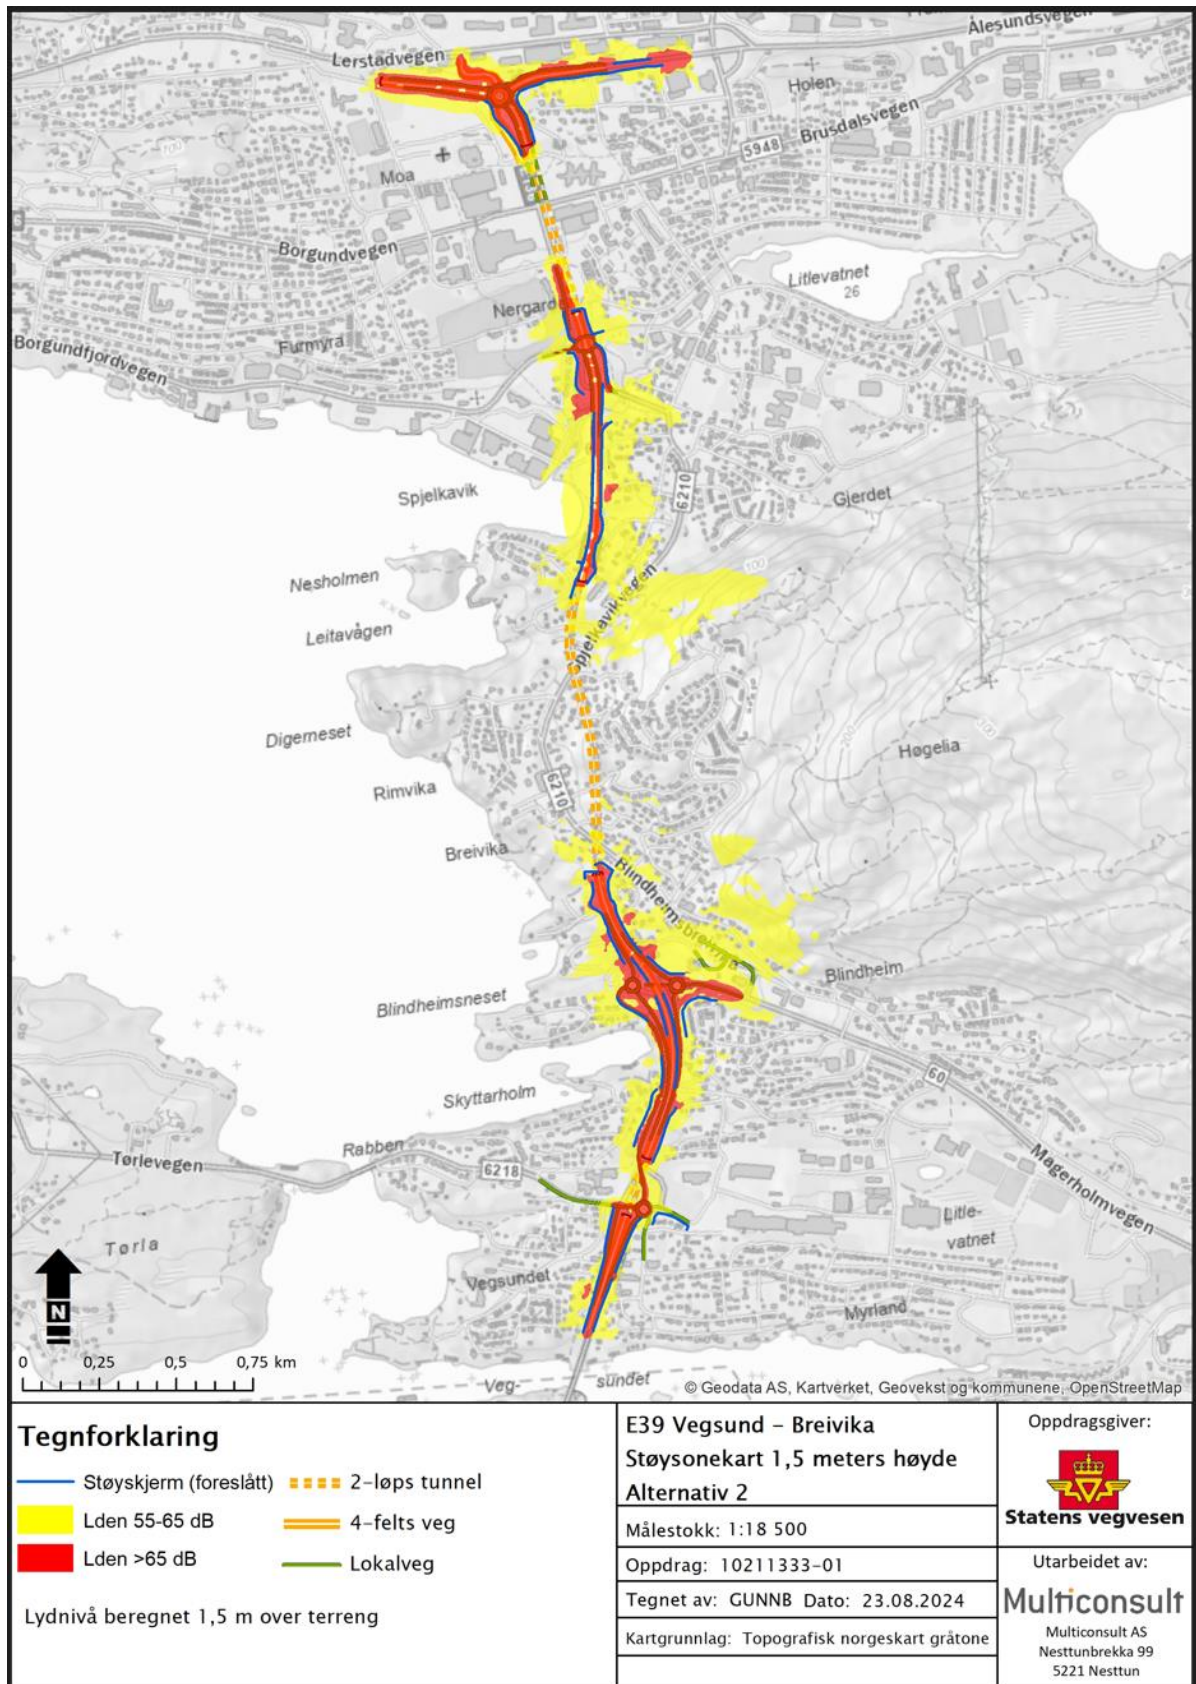 Ålesundsvegen
Lerstadvegen
Holen
Brusdalsvegen
5948
Moa
Borgundvegen
Litlevatnet
26
Nergard
Furmyra
Borgundfjordvegen
Spjelkavik
6210
Gjerdet
Nesholmen
100
Leitavågen
Spjelkavikvegen
Digerneset
Høgelia
100
200
Rimvika
6210
Breivika
Blindheimsbreivika
Blindheim
Blindheimsneset
60
Skyttarholm
Rabben
Tørlevegen
6218
Magerholmvegen
Litle-
vatnet
Tørla
Vegsundet
Myrland
N
0 0,25 0,5 0,75 km
Veg- sundet
© Geodata AS, Kartverket, Geovekst og kommunene, OpenStreetMap
Tegnforklaring
Støyskjerm (foreslått)
2-løps tunnel
Lden 55-65 dB
4-felts veg
Lden >65 dB
Lokalveg
Lydnivå beregnet 1,5 m over terreng
E39 Vegsund - Breivika
Støysonekart 1,5 meters høyde
Alternativ 2
Målestokk: 1:18 500
Oppdrag: 10211333-01
Tegnet av: GUNNB Dato: 23.08.2024
Kartgrunnlag: Topografisk norgeskart gråtone
Oppdragsgiver:
Statens vegvesen
Utarbeidet av:
Multiconsult
Multiconsult AS
Nesttunbrekka 99
5221 Nesttun